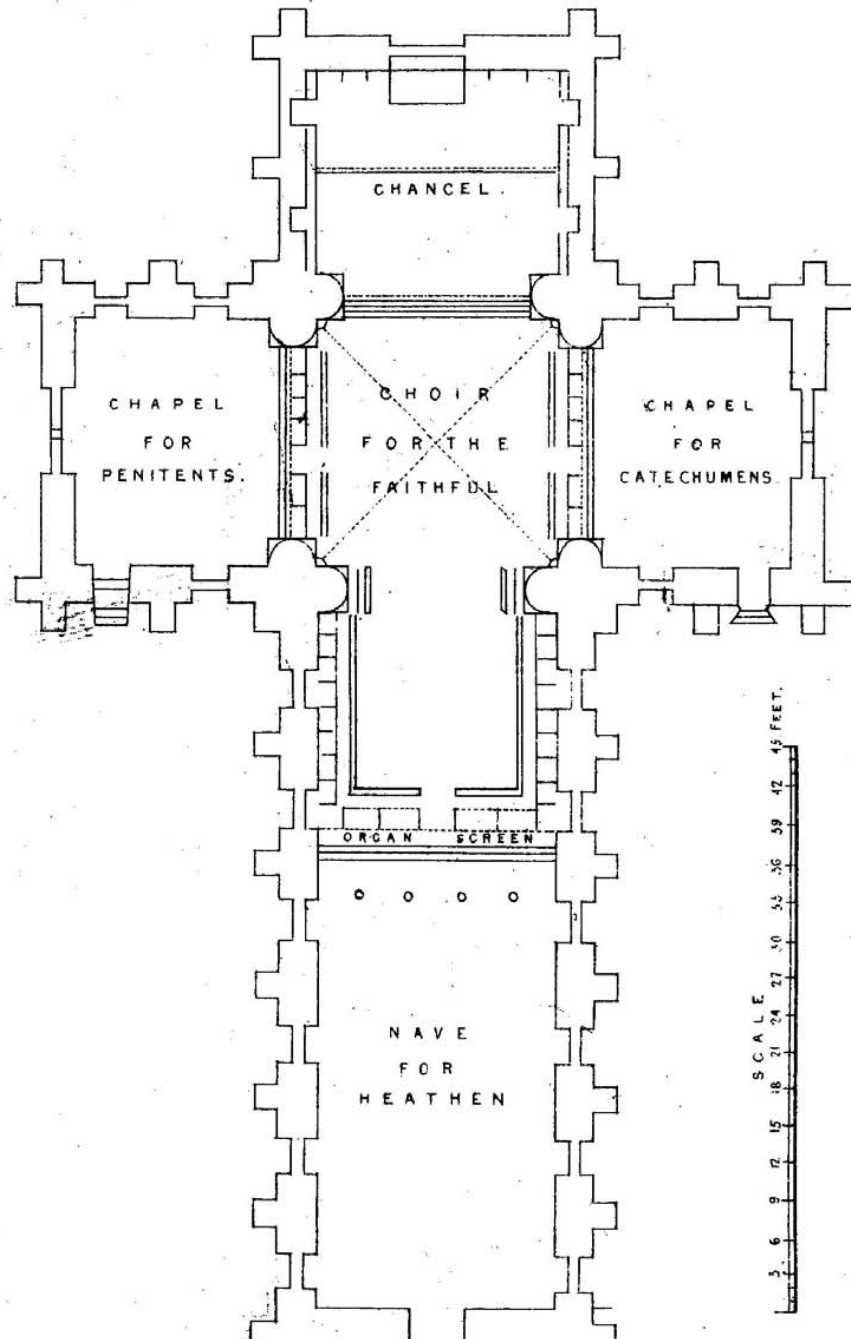 CHANCEL.
CHAPEL
FOR
PENITENTS.
CHOIR
FOR THE
FAITHFUL
CHAPEL
FOR
CATECHUMENS
ORGAN SCREEN
NAVE
FOR
HEATHEN
SCALE
3 6 9 12 15 18 21 24 27 30 33 36 39 42 45 FEET.